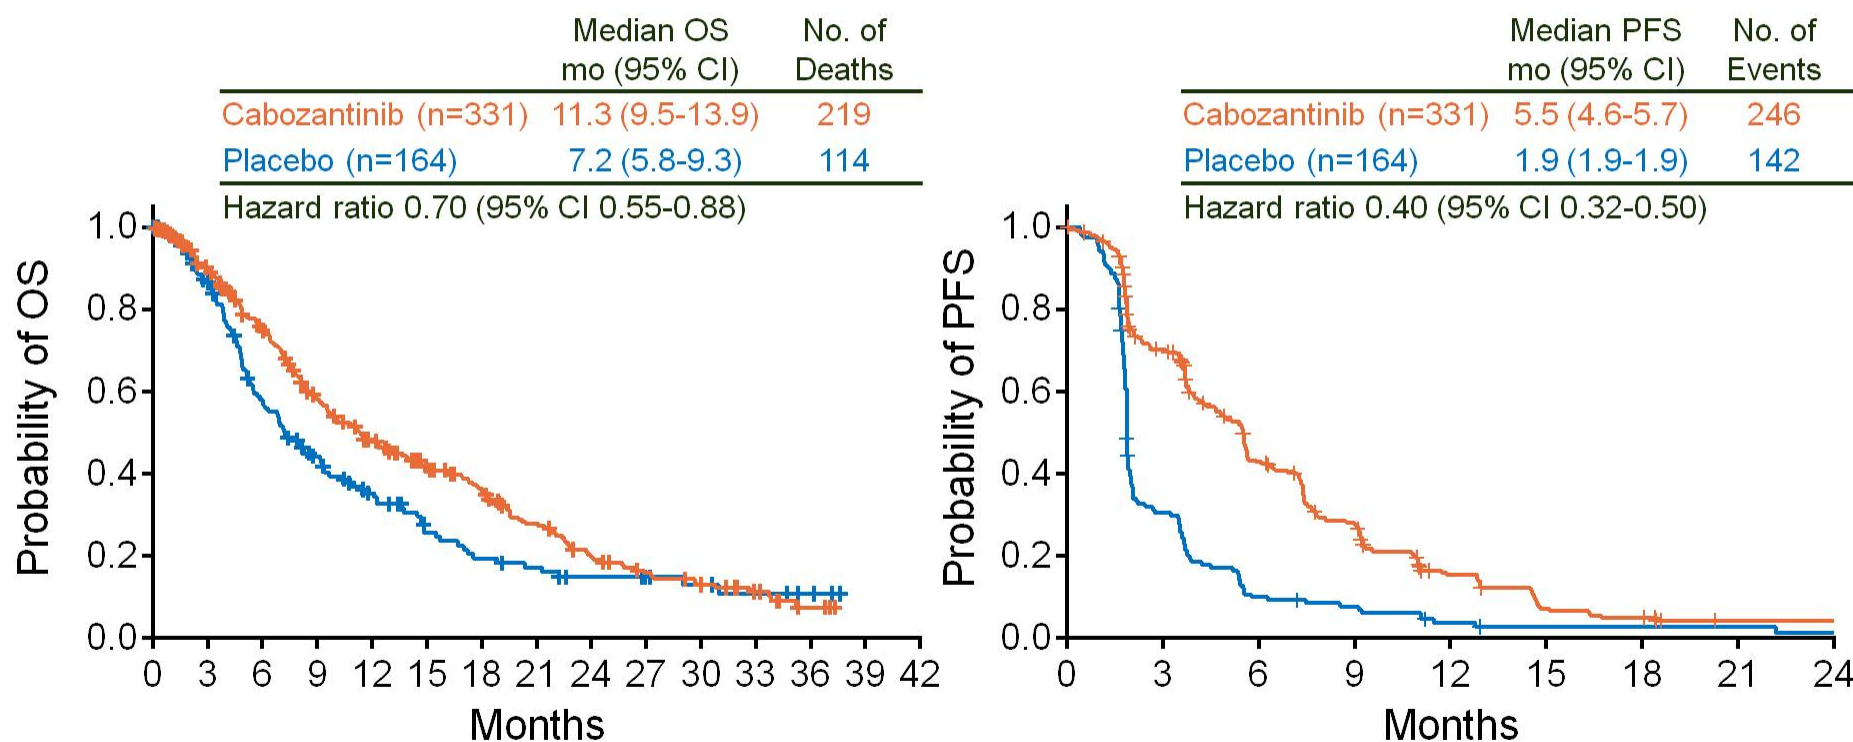 Median OS No. of
mo (95% CI) Deaths
Cabozantinib (n=331) 11.3 (9.5-13.9) 219
Placebo (n=164) 7.2 (5.8-9.3) 114
Hazard ratio 0.70 (95% CI 0.55-0.88)
Probability of OS
1.0
0.8
0.6
0.4
0.2
0.0
0 3 6 9 12 15 18 21 24 27 30 33 36 39 42
Months
Median PFS No. of
mo (95% CI) Events
Cabozantinib (n=331) 5.5 (4.6-5.7) 246
Placebo (n=164) 1.9 (1.9-1.9) 142
Hazard ratio 0.40 (95% CI 0.32-0.50)
Probability of PFS
1.0
0.8
0.6
0.4
0.2
0.0
0 3 6 9 12 15 18 21 24
Months